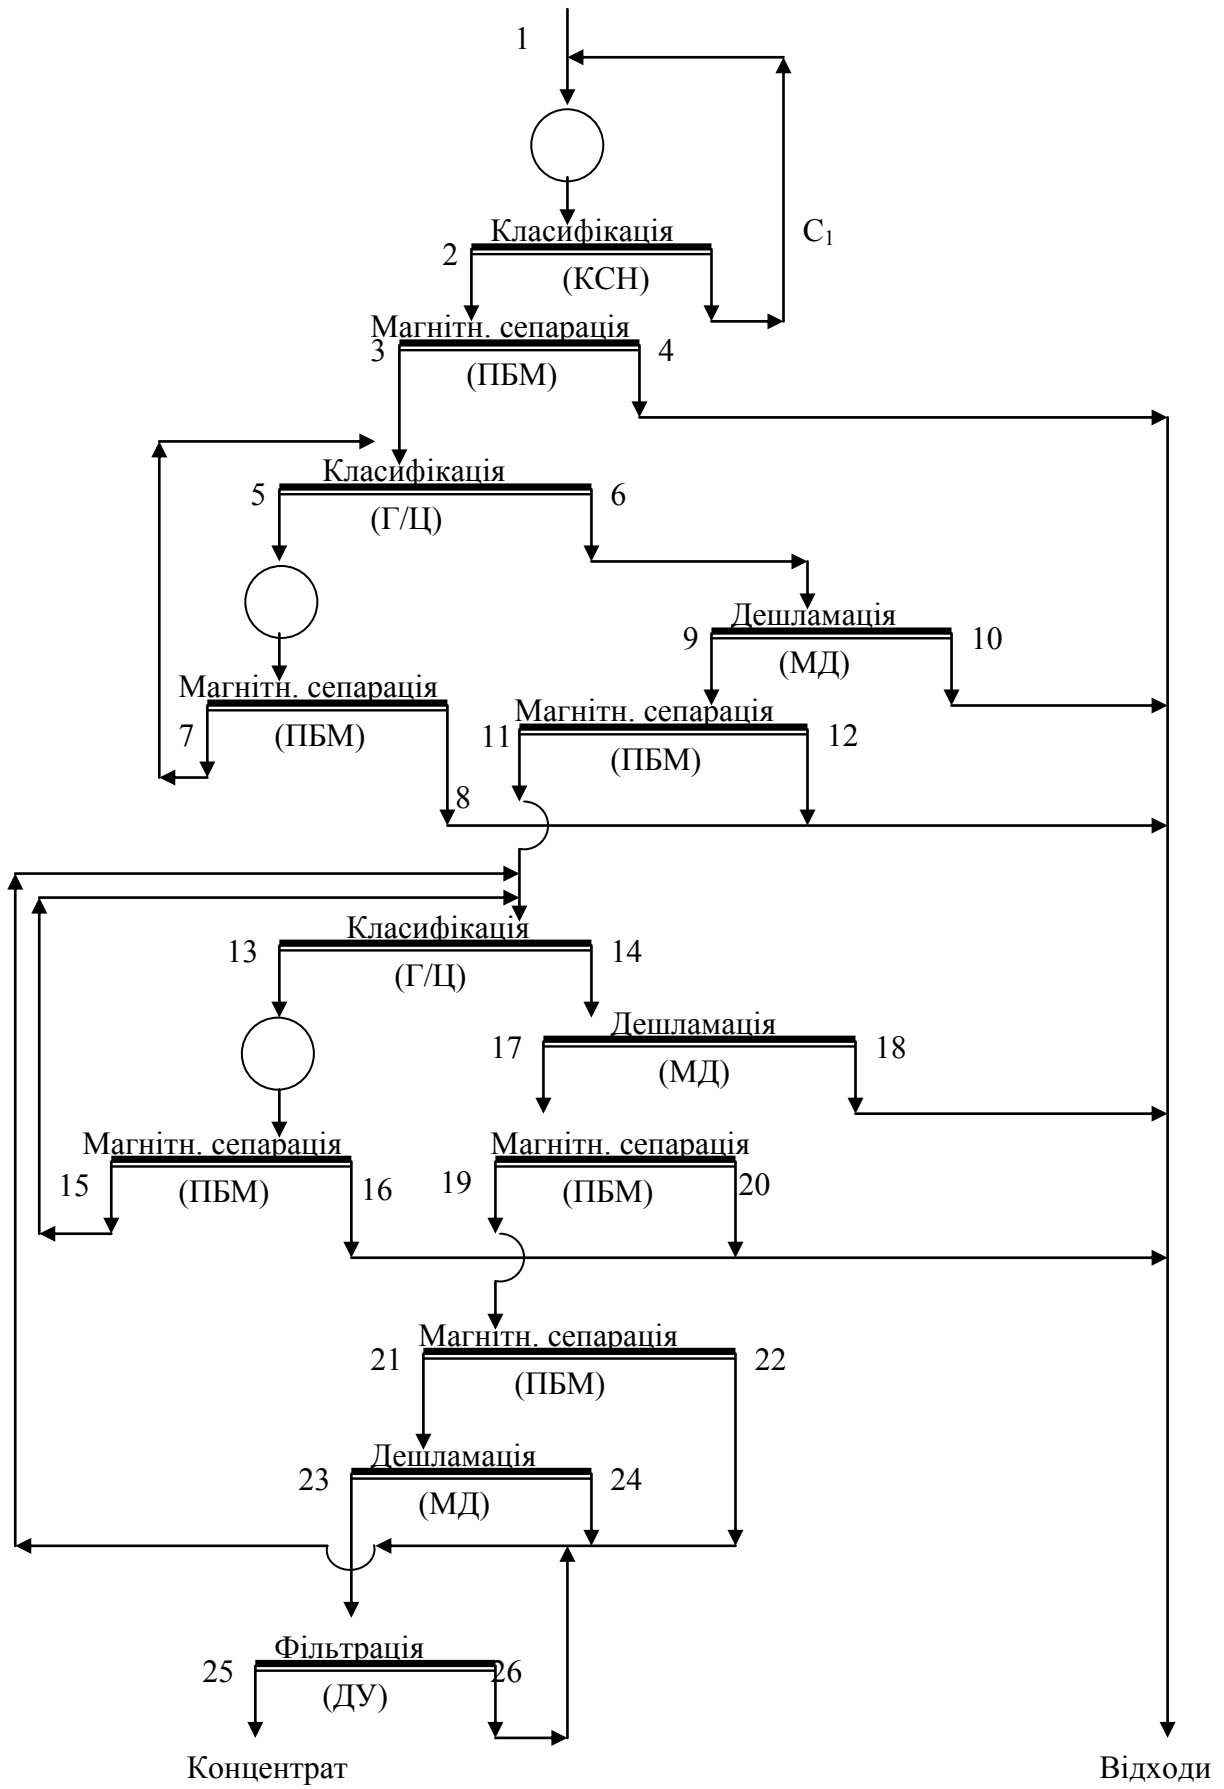 1
Класифікація
C₁
2
(КСН)
Магнітн. сепарація
3
4
(ПБМ)
Класифікація
5
6
(Г/Ц)
Дешламація
9
10
(МД)
Магнітн. сепарація
7
(ПБМ)
Магнітн. сепарація
11
12
(ПБМ)
8
Класифікація
13
14
(Г/Ц)
Дешламація
17
18
(МД)
Магнітн. сепарація
15
(ПБМ)
16
Магнітн. сепарація
19
(ПБМ)
20
Магнітн. сепарація
21
22
(ПБМ)
Дешламація
23
24
(МД)
Фільтрація
25
26
(ДУ)
Концентрат
Відходи